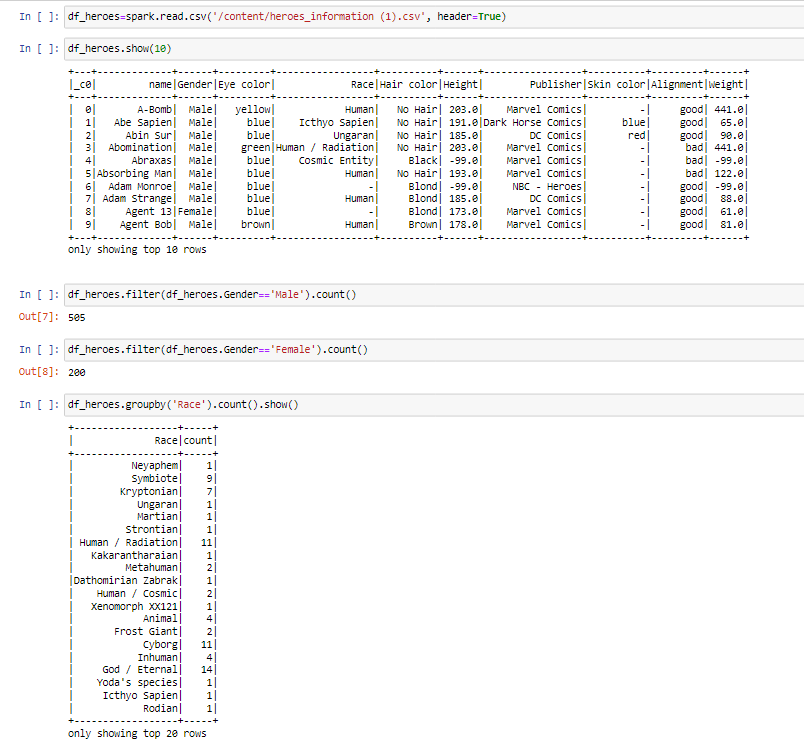 In [ ]: df_heroes=spark.read.csv('/content/heroes_information (1).csv', header=True)
In [ ]: df_heroes.show(10)
+---+-------------+------+---------+-----------------+----------+------+-----------------+----------+---------+------+
|_c0|         name|Gender|Eye color|             Race|Hair color|Height|        Publisher|Skin color|Alignment|Weight|
+---+-------------+------+---------+-----------------+----------+------+-----------------+----------+---------+------+
|  0|       A-Bomb|  Male|   yellow|            Human|   No Hair| 203.0|    Marvel Comics|         -|     good| 441.0|
|  1|   Abe Sapien|  Male|     blue|    Icthyo Sapien|   No Hair| 191.0|Dark Horse Comics|      blue|     good|  65.0|
|  2|     Abin Sur|  Male|     blue|          Ungaran|   No Hair| 185.0|        DC Comics|       red|     good|  90.0|
|  3|  Abomination|  Male|    green|Human / Radiation|   No Hair| 203.0|    Marvel Comics|         -|      bad| 441.0|
|  4|      Abraxas|  Male|     blue|    Cosmic Entity|     Black| -99.0|    Marvel Comics|         -|      bad| -99.0|
|  5|Absorbing Man|  Male|     blue|            Human|   No Hair| 193.0|    Marvel Comics|         -|      bad| 122.0|
|  6|  Adam Monroe|  Male|     blue|                -|     Blond| -99.0|     NBC - Heroes|         -|     good| -99.0|
|  7| Adam Strange|  Male|     blue|            Human|     Blond| 185.0|        DC Comics|         -|     good|  88.0|
|  8|     Agent 13|Female|     blue|                -|     Blond| 173.0|    Marvel Comics|         -|     good|  61.0|
|  9|    Agent Bob|  Male|    brown|            Human|     Brown| 178.0|    Marvel Comics|         -|     good|  81.0|
+---+-------------+------+---------+-----------------+----------+------+-----------------+----------+---------+------+
only showing top 10 rows
In [ ]: df_heroes.filter(df_heroes.Gender=='Male').count()
Out[7]: 505
In [ ]: df_heroes.filter(df_heroes.Gender=='Female').count()
Out[8]: 200
In [ ]: df_heroes.groupby('Race').count().show()
+------------------+-----+
|              Race|count|
+------------------+-----+
|          Neyaphem|    1|
|          Symbiote|    9|
|        Kryptonian|    7|
|           Ungaran|    1|
|           Martian|    1|
|         Strontian|    1|
| Human / Radiation|   11|
|    Kakarantharaian|    1|
|         Metahuman|    2|
|Dathomirian Zabrak|    1|
|    Human / Cosmic|    2|
|   Xenomorph XX121|    1|
|            Animal|    4|
|       Frost Giant|    2|
|            Cyborg|   11|
|           Inhuman|    4|
|     God / Eternal|   14|
|    Yoda's species|    1|
|     Icthyo Sapien|    1|
|            Rodian|    1|
+------------------+-----+
only showing top 20 rows